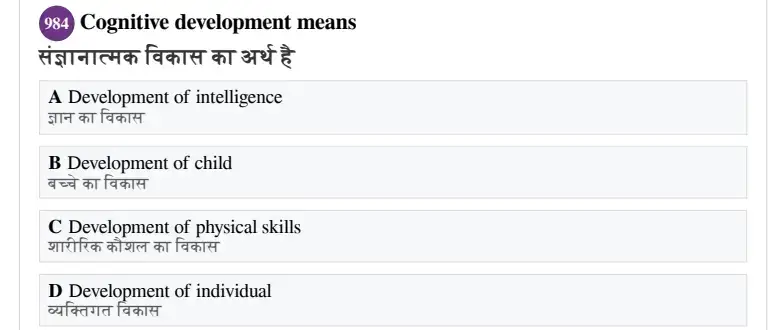 984 Cognitive development means
संज्ञानात्मक विकास का अर्थ है
A Development of intelligence
ज्ञान का विकास
B Development of child
बच्चे का विकास
C Development of physical skills
शारीरिक कौशल का विकास
D Development of individual
व्यक्तिगत विकास